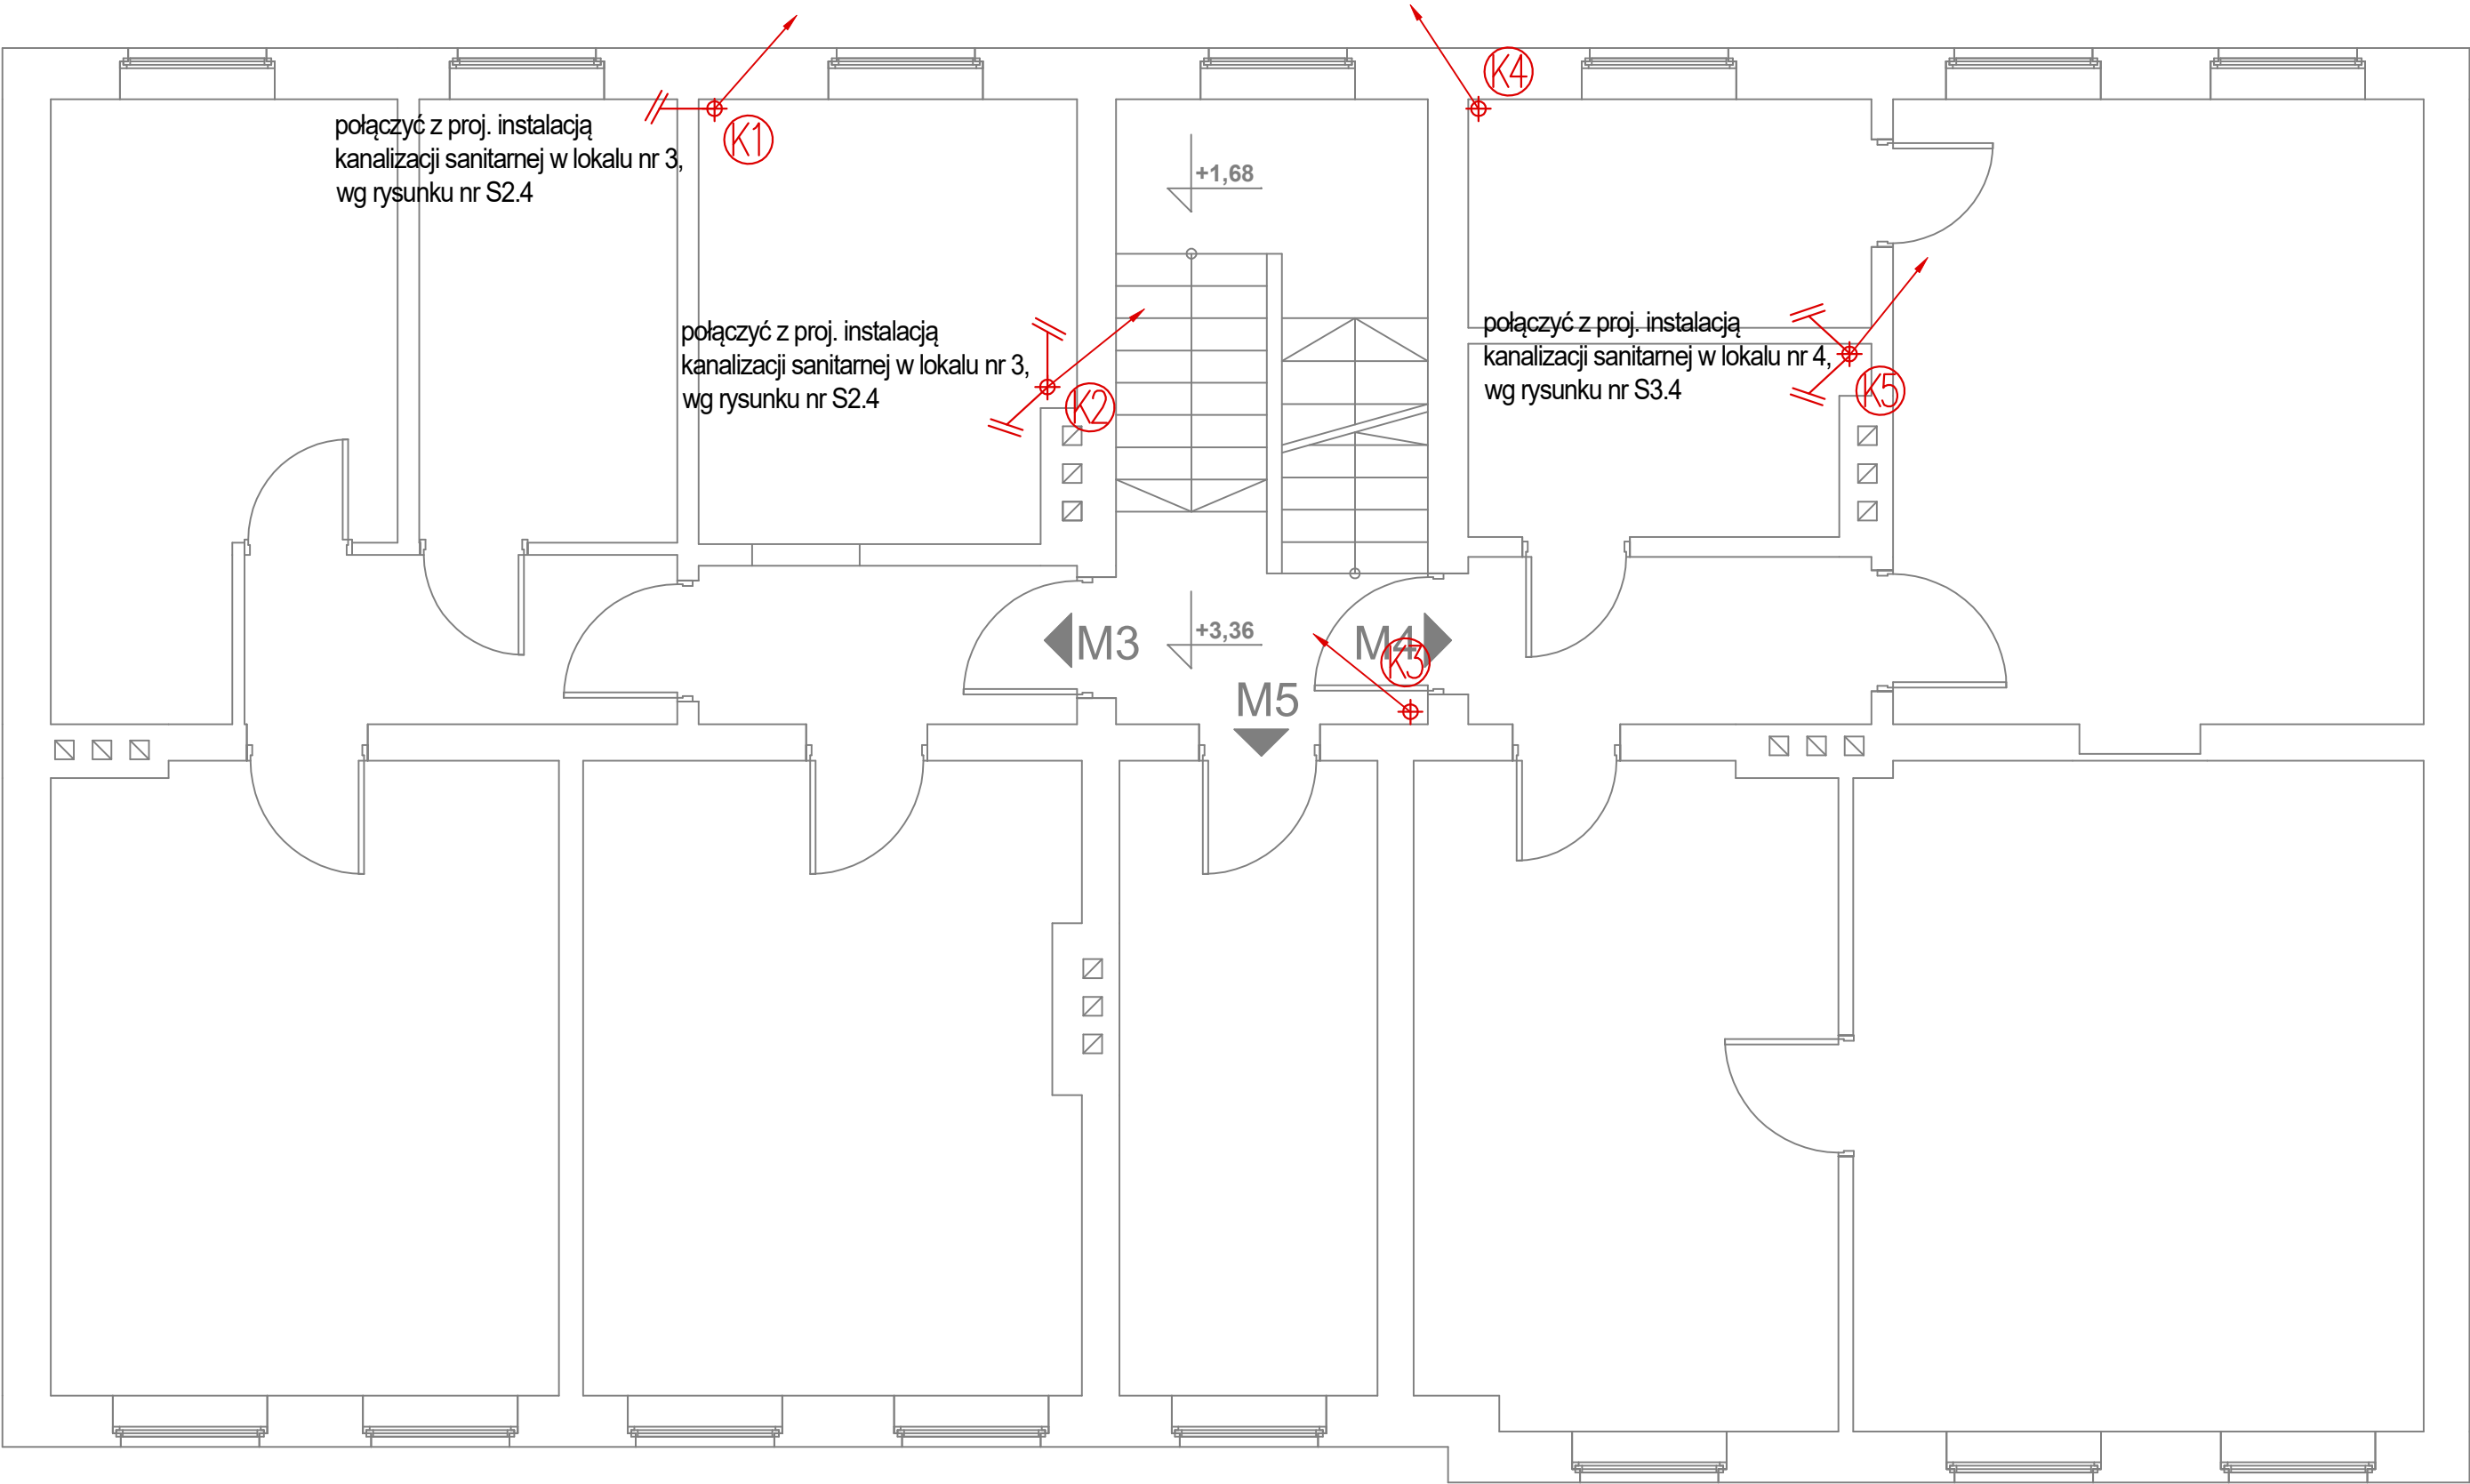 K4
połączyć z proj. instalacją
kanalizacji sanitarnej w lokalu nr 3,
wg rysunku nr S2.4
K1
+1,68
połączyć z proj. instalacją
kanalizacji sanitarnej w lokalu nr 3,
wg rysunku nr S2.4
K2
połączyć z proj. instalacją
kanalizacji sanitarnej w lokalu nr 4,
wg rysunku nr S3.4
K5
M3
+3,36
M4
K3
M5